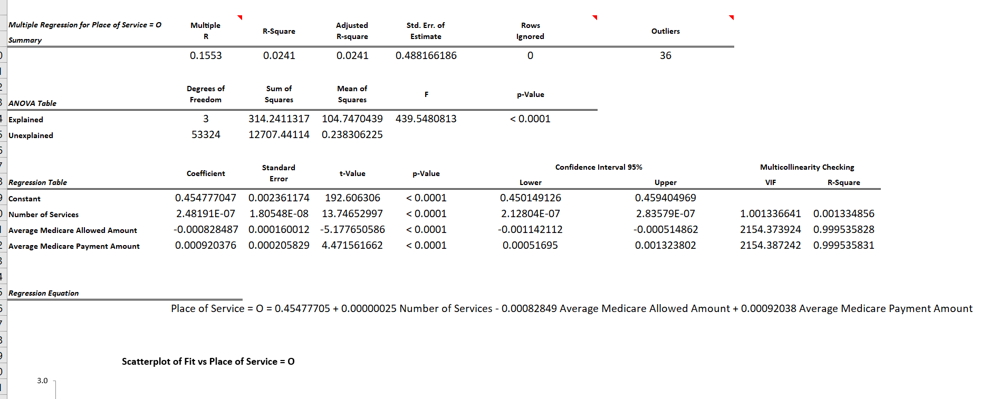 Multiple Regression for Place of Service = O
Summary
Multiple R
R-Square
Adjusted R-square
Std. Err. of Estimate
Rows Ignored
Outliers
0.1553 0.0241 0.0241 0.488166186 0 36
ANOVA Table
Degrees of Freedom
Sum of Squares
Mean of Squares
F
p-Value
Explained 3 314.2411317 104.7470439 439.5480813 < 0.0001
Unexplained 53324 12707.44114 0.238306225
Regression Table
Coefficient
Standard Error
t-Value
p-Value
Confidence Interval 95%
Lower Upper
Multicollinearity Checking
VIF R-Square
Constant 0.454777047 0.002361174 192.606306 < 0.0001 0.450149126 0.459404969
Number of Services 2.48191E-07 1.80548E-08 13.74652997 < 0.0001 2.12804E-07 2.83579E-07 1.001336641 0.001334856
Average Medicare Allowed Amount -0.000828487 0.000160012 -5.177650586 < 0.0001 -0.001142112 -0.000514862 2154.373924 0.999535828
Average Medicare Payment Amount 0.000920376 0.000205829 4.471561662 < 0.0001 0.00051695 0.001323802 2154.387242 0.999535831
Regression Equation
Place of Service = O = 0.45477705 + 0.00000025 Number of Services - 0.00082849 Average Medicare Allowed Amount + 0.00092038 Average Medicare Payment Amount
Scatterplot of Fit vs Place of Service = O
3.0